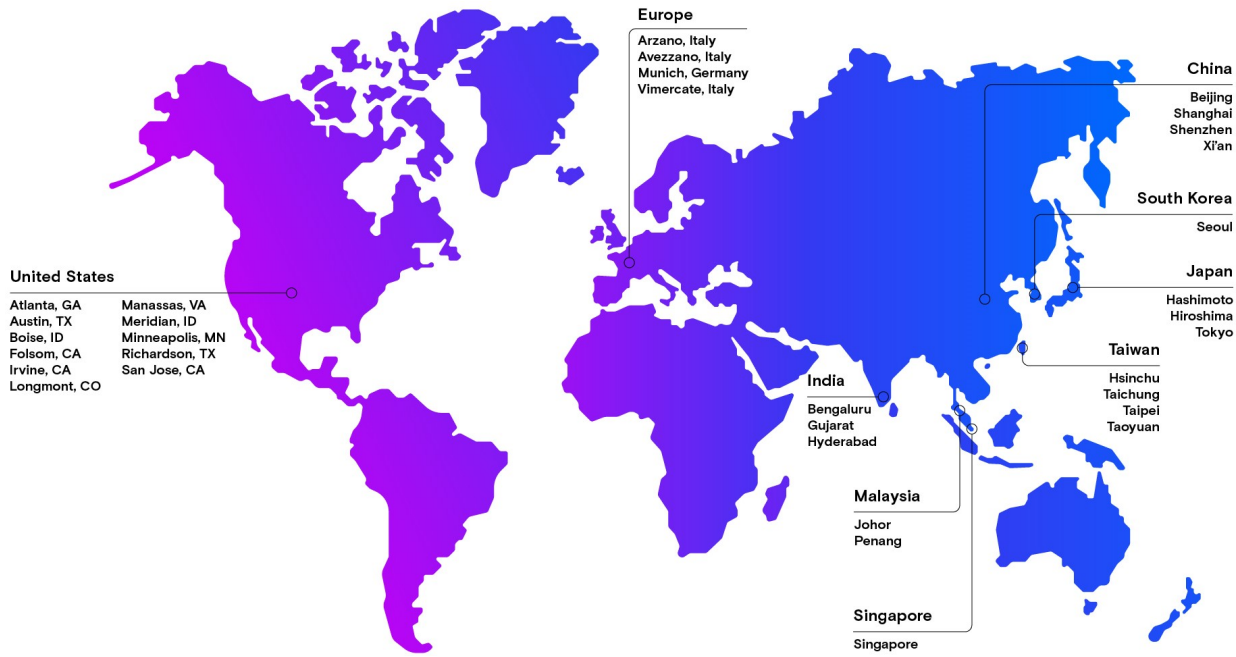 Europe
Arzano, Italy
Avezzano, Italy
Munich, Germany
Vimercate, Italy
China
Beijing
Shanghai
Shenzhen
Xi'an
South Korea
Seoul
Japan
Hashimoto
Hiroshima
Tokyo
United States
Atlanta, GA
Austin, TX
Boise, ID
Folsom, CA
Irvine, CA
Longmont, CO
Manassas, VA
Meridian, ID
Minneapolis, MN
Richardson, TX
San Jose, CA
Taiwan
Hsinchu
Taichung
Taipei
Taoyuan
India
Bengaluru
Gujarat
Hyderabad
Malaysia
Johor
Penang
Singapore
Singapore